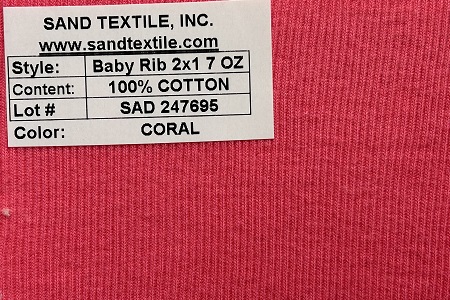 SAND TEXTILE, INC.
www.sandtextile.com
Style: Baby Rib 2x1 7 OZ
Content: 100% COTTON
Lot # SAD 247695
Color: CORAL